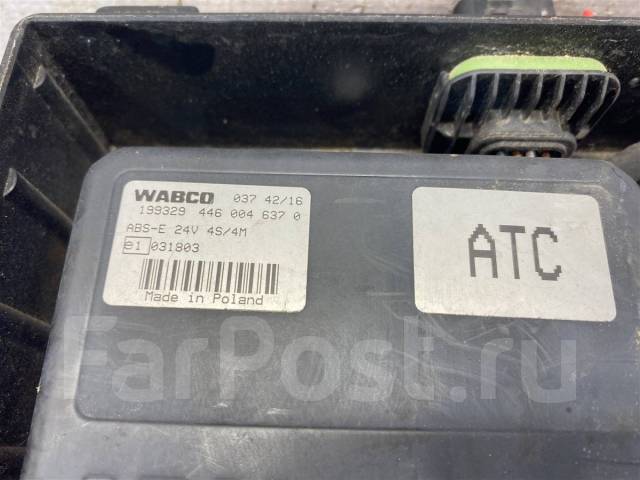 WABCO 037 42/16
199329 446 004 637 0
ABS-E 24V 4S/4M
e1 031803
Made in Poland
ATC
FarPost.ru